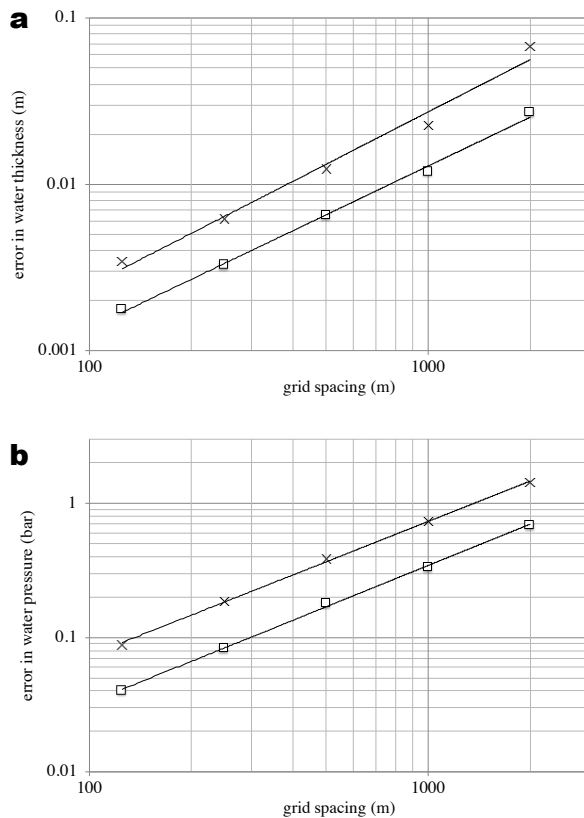 a
0.1
0.01
0.001
error in water thickness (m)
100
1000
grid spacing (m)
b
1
0.1
0.01
error in water pressure (bar)
100
1000
grid spacing (m)